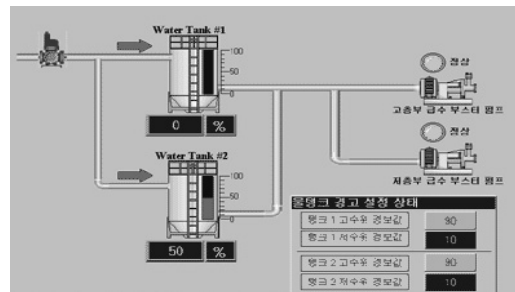 Water Tank #1
100
50
0
0 %
정상
고층부 급수 부스터 펌프
Water Tank #2
100
50
0
50 %
정상
저층부 급수 부스터 펌프
물탱크 경고 설정 상태
탱크 1 고수위 경보값 90
탱크 1 저수위 경보값 10
탱크 2 고수위 경보값 90
탱크 2 저수위 경보값 10